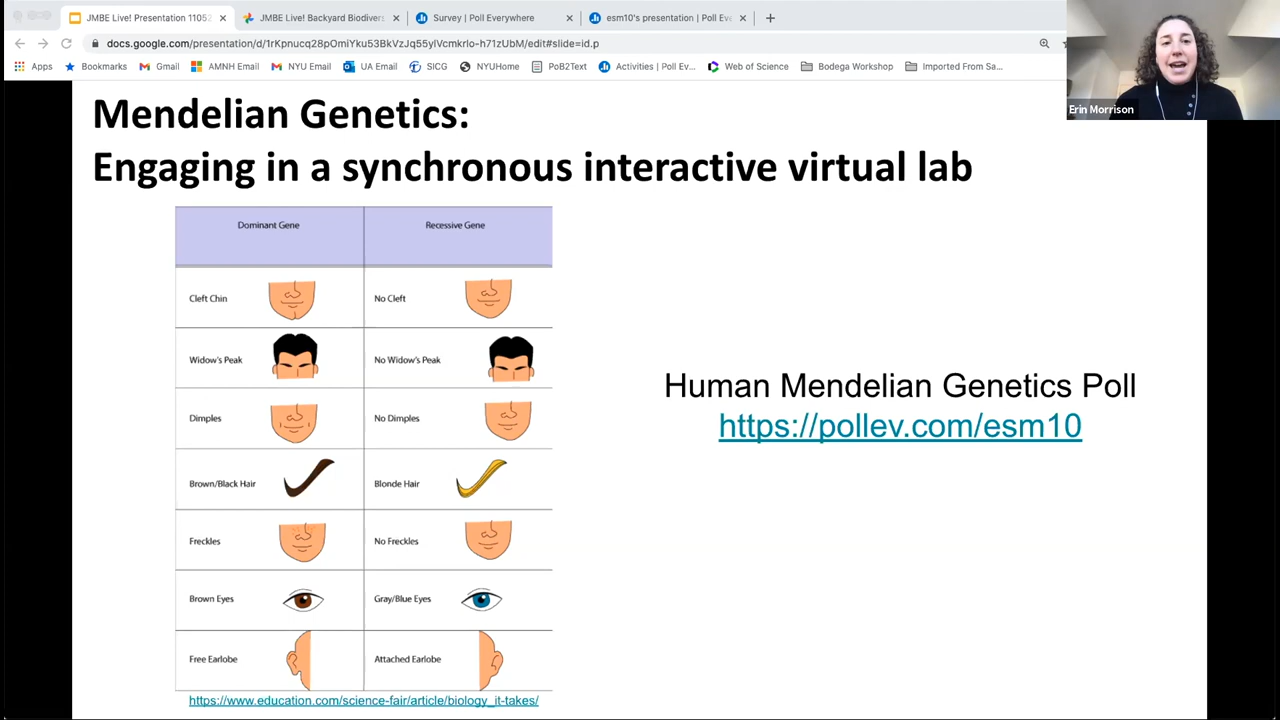 JMBE Live! Presentation 11052
JMBE Live! Backyard Biodivers
Survey | Poll Everywhere
esm10's presentation | Poll Eve
docs.google.com/presentation/d/1rKpnucq28pOmiYku53BkVzJq55ylVcmkrIo-h71zUbM/edit#slide=id.p
Apps Bookmarks Gmail AMNH Email NYU Email UA Email SICG NYUHome PoB2Text Activities | Poll Ev... Web of Science Bodega Workshop Imported From Sa...
Erin Morrison
Mendelian Genetics:
Engaging in a synchronous interactive virtual lab
Dominant Gene Recessive Gene
Cleft Chin No Cleft
Widow's Peak No Widow's Peak
Dimples No Dimples
Brown/Black Hair Blonde Hair
Freckles No Freckles
Brown Eyes Gray/Blue Eyes
Free Earlobe Attached Earlobe
https://www.education.com/science-fair/article/biology_it-takes/
Human Mendelian Genetics Poll
https://pollev.com/esm10